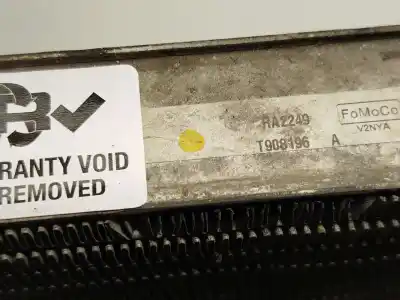 RANTY VOID
REMOVED
RA2249
T908196 A
FoMoCo
V2NYA